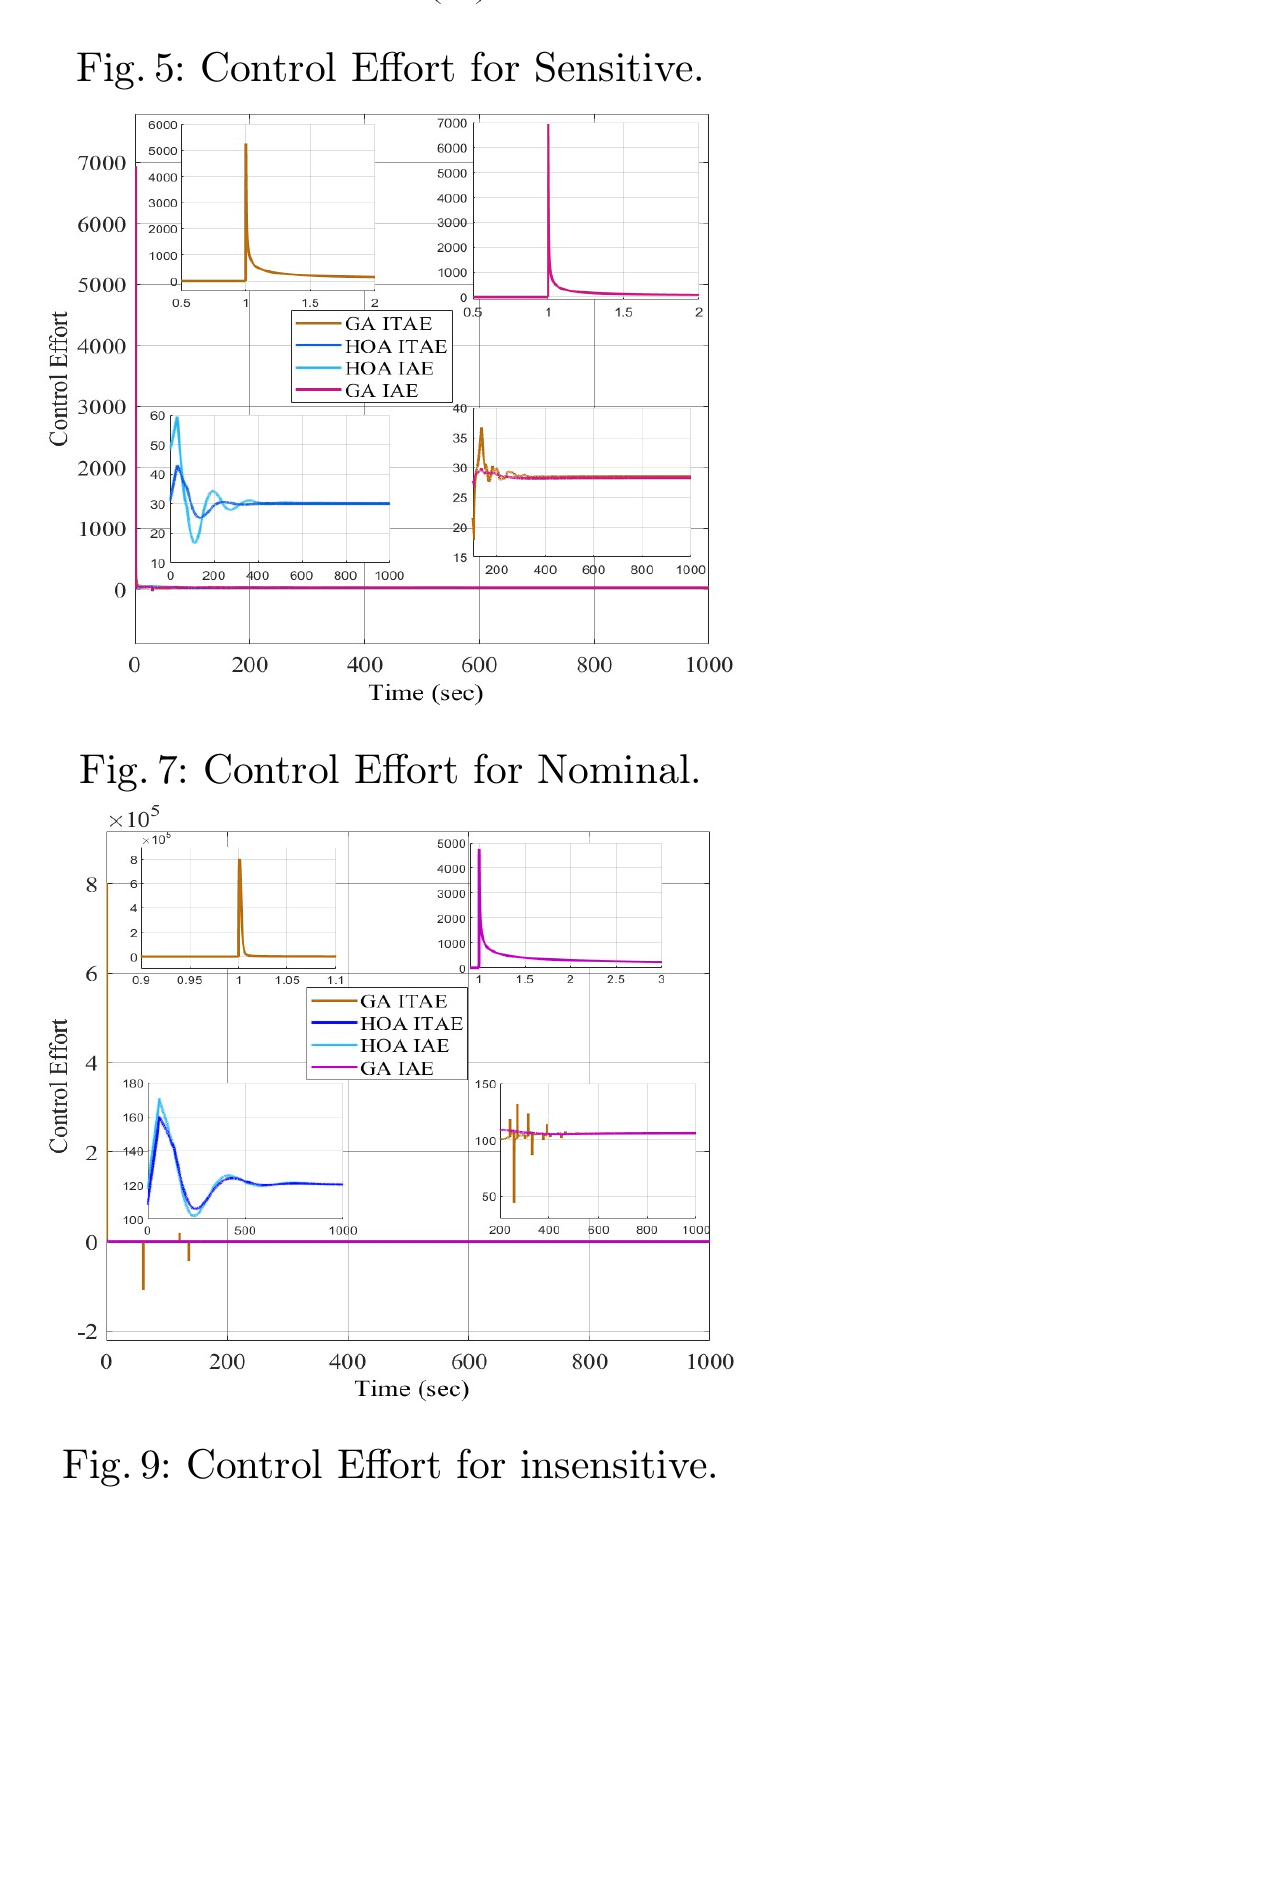 Fig. 5: Control Effort for Sensitive.
6000
5000
4000
3000
2000
1000
0
0.5 1 1.5 2
7000
6000
5000
4000
3000
2000
1000
0
0.5 1 1.5 2
GA ITAE
HOA ITAE
HOA IAE
GA IAE
60
50
40
30
20
10
0 200 400 600 800 1000
40
35
30
25
20
15
200 400 600 800 1000
7000
6000
5000
4000
3000
2000
1000
0
Control Effort
0 200 400 600 800 1000
Time (sec)
Fig. 7: Control Effort for Nominal.
×10⁵
×10⁵
8
6
4
2
0
0.9 0.95 1 1.05 1.1
5000
4000
3000
2000
1000
0
1 1.5 2 2.5 3
GA ITAE
HOA ITAE
HOA IAE
GA IAE
180
160
140
120
100
0 500 1000
150
100
50
200 400 600 800 1000
8
6
4
2
0
-2
Control Effort
0 200 400 600 800 1000
Time (sec)
Fig. 9: Control Effort for insensitive.